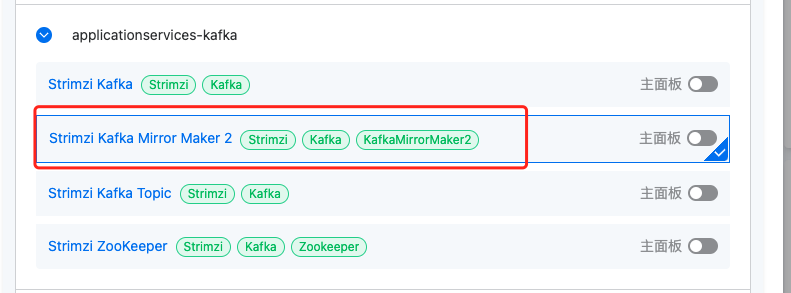 applicationservices-kafka
Strimzi Kafka Strimzi Kafka 主面板
Strimzi Kafka Mirror Maker 2 Strimzi Kafka KafkaMirrorMaker2 主面板
Strimzi Kafka Topic Strimzi Kafka 主面板
Strimzi ZooKeeper Strimzi Kafka Zookeeper 主面板